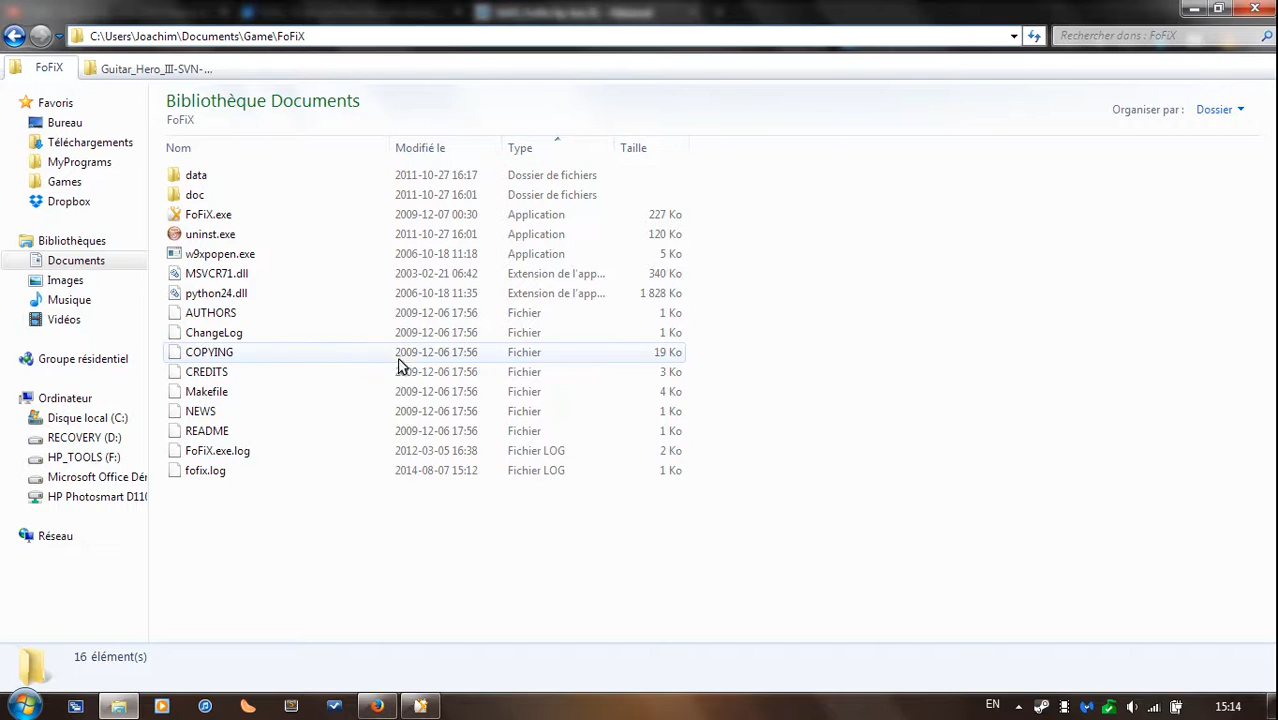 C:\Users\Joachim\Documents\Game\FoFiX
Rechercher dans : FoFiX
FoFiX
Guitar_Hero_III-SVN-...
Favoris
Bureau
Téléchargements
MyPrograms
Games
Dropbox
Bibliothèques
Documents
Images
Musique
Vidéos
Groupe résidentiel
Ordinateur
Disque local (C:)
RECOVERY (D:)
HP_TOOLS (F:)
Microsoft Office Dér
HP Photosmart D110
Réseau
Bibliothèque Documents
FoFiX
Organiser par : Dossier
Nom Modifié le Type Taille
data 2011-10-27 16:17 Dossier de fichiers
doc 2011-10-27 16:01 Dossier de fichiers
FoFiX.exe 2009-12-07 00:30 Application 227 Ko
uninst.exe 2011-10-27 16:01 Application 120 Ko
w9xpopen.exe 2006-10-18 11:18 Application 5 Ko
MSVCR71.dll 2003-02-21 06:42 Extension de l'app... 340 Ko
python24.dll 2006-10-18 11:35 Extension de l'app... 1 828 Ko
AUTHORS 2009-12-06 17:56 Fichier 1 Ko
ChangeLog 2009-12-06 17:56 Fichier 1 Ko
COPYING 2009-12-06 17:56 Fichier 19 Ko
CREDITS 2009-12-06 17:56 Fichier 3 Ko
Makefile 2009-12-06 17:56 Fichier 4 Ko
NEWS 2009-12-06 17:56 Fichier 1 Ko
README 2009-12-06 17:56 Fichier 1 Ko
FoFiX.exe.log 2012-03-05 16:38 Fichier LOG 2 Ko
fofix.log 2014-08-07 15:12 Fichier LOG 1 Ko
16 élément(s)
EN
15:14